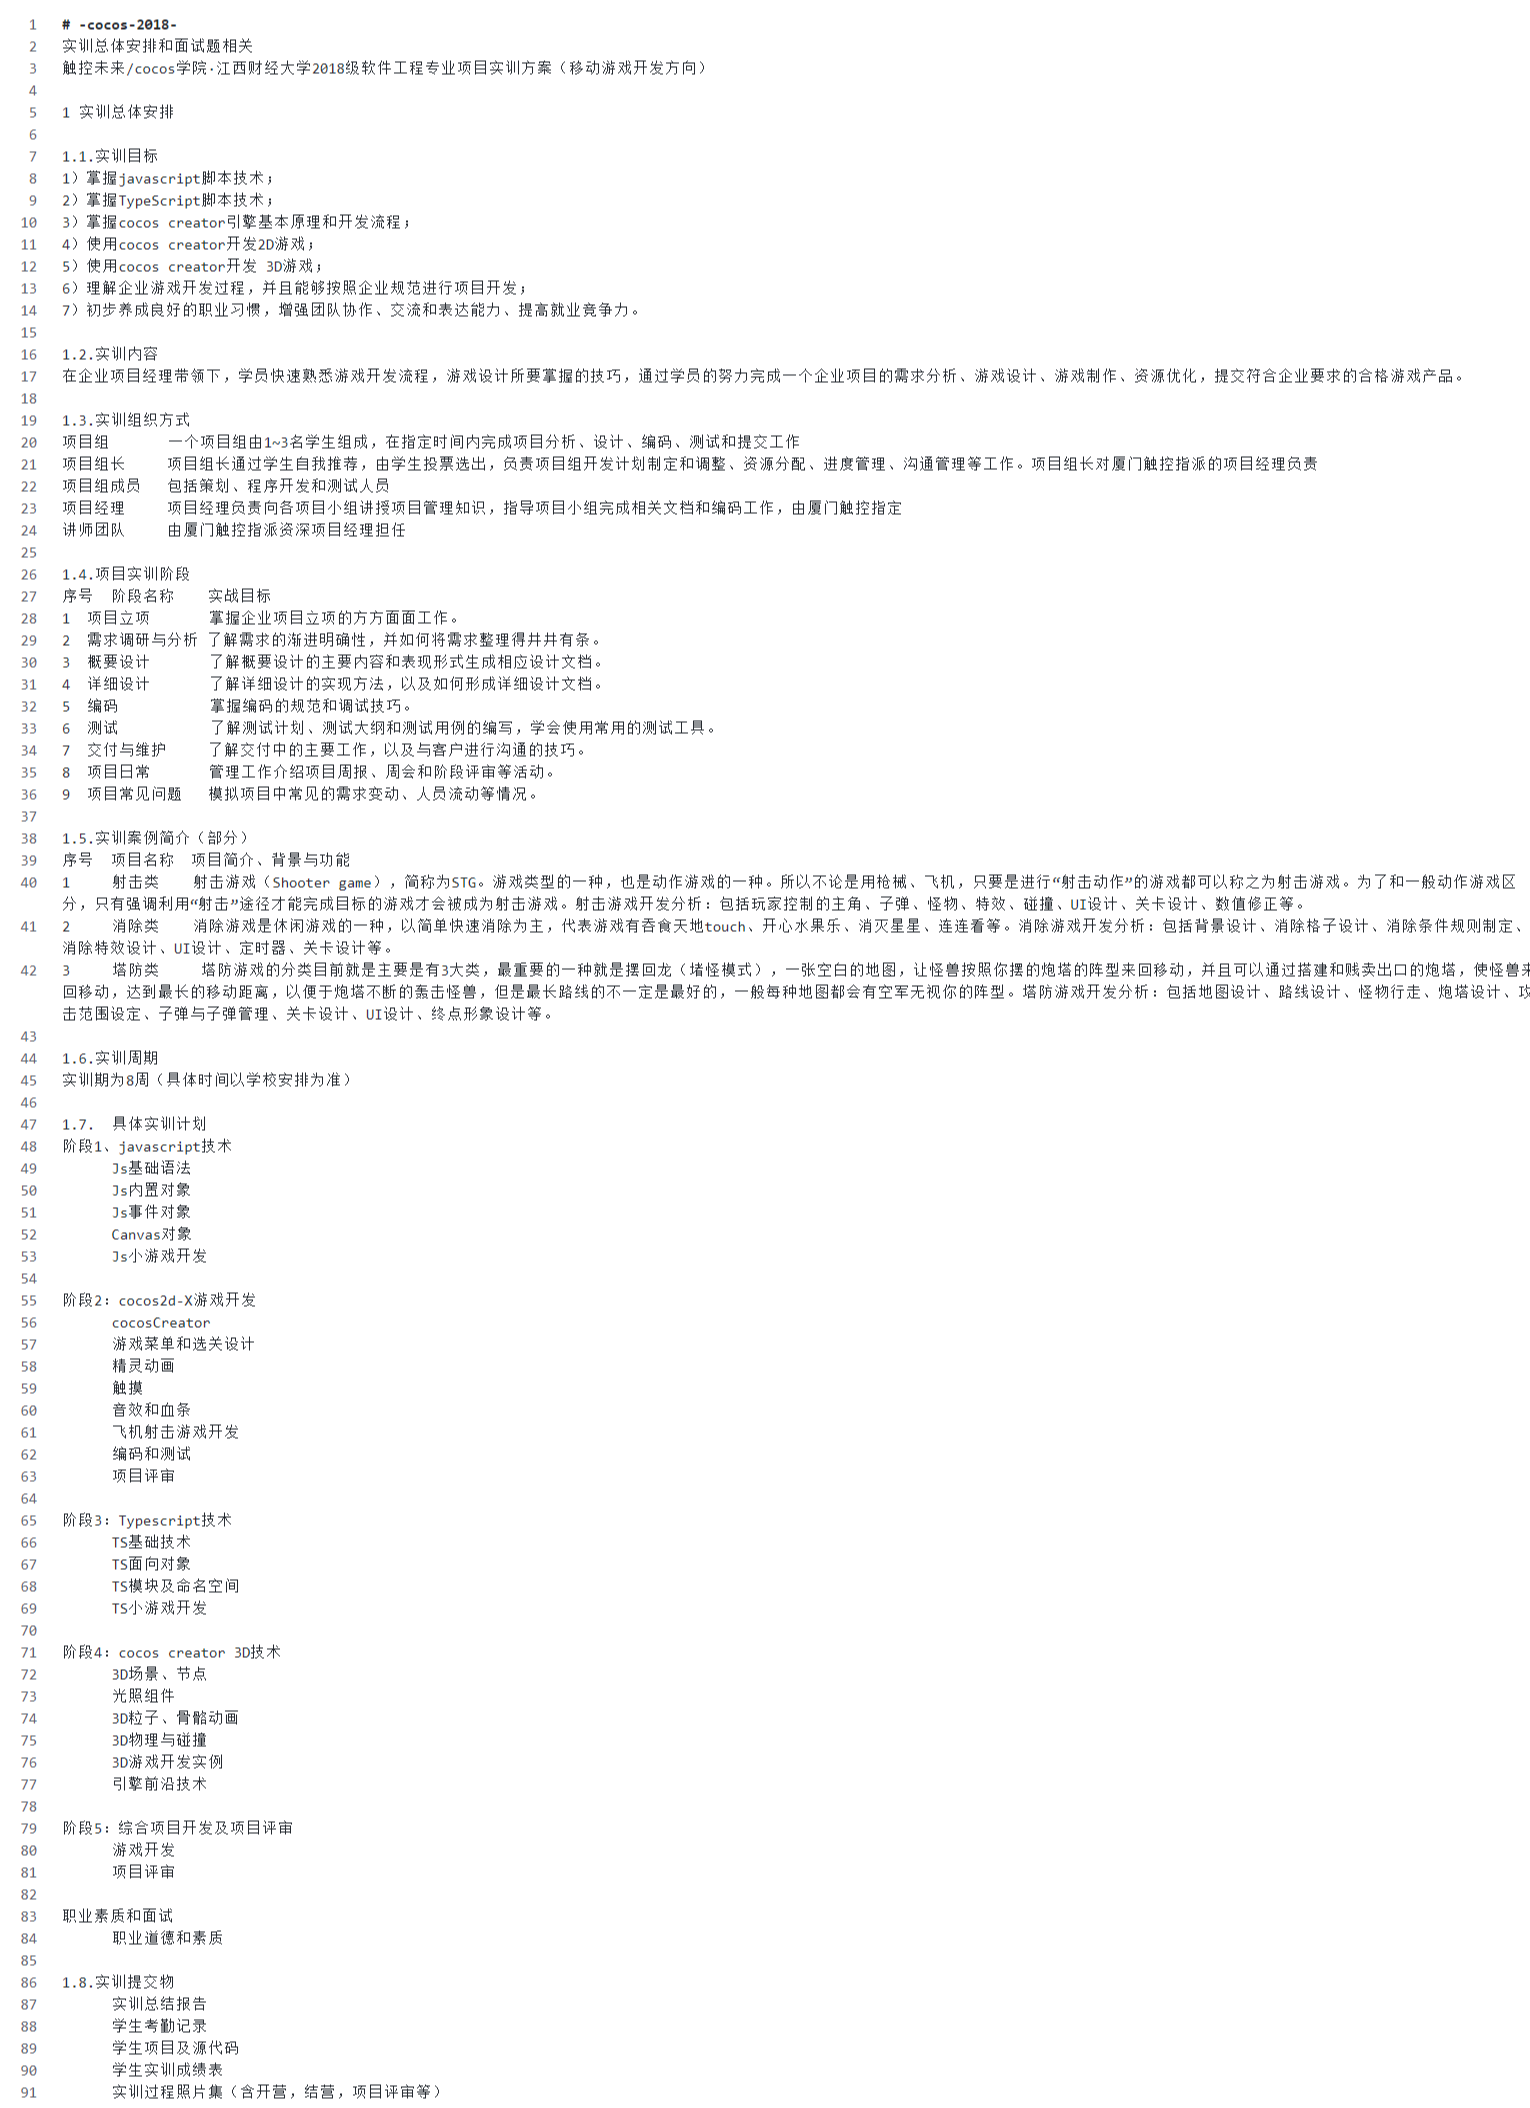 1 # -cocos-2018-
2 实训总体安排和面试题相关
3 触控未来/cocos学院·江西财经大学2018级软件工程专业项目实训方案（移动游戏开发方向）
4
5 1 实训总体安排
6
7 1.1.实训目标
8 1）掌握javascript脚本技术；
9 2）掌握TypeScript脚本技术；
10 3）掌握cocos creator引擎基本原理和开发流程；
11 4）使用cocos creator开发2D游戏；
12 5）使用cocos creator开发 3D游戏；
13 6）理解企业游戏开发过程，并且能够按照企业规范进行项目开发；
14 7）初步养成良好的职业习惯，增强团队协作、交流和表达能力、提高就业竞争力。
15
16 1.2.实训内容
17 在企业项目经理带领下，学员快速熟悉游戏开发流程，游戏设计所要掌握的技巧，通过学员的努力完成一个企业项目的需求分析、游戏设计、游戏制作、资源优化，提交符合企业要求的合格游戏产品。
18
19 1.3.实训组织方式
20 项目组 一个项目组由1~3名学生组成，在指定时间内完成项目分析、设计、编码、测试和提交工作
21 项目组长 项目组长通过学生自我推荐，由学生投票选出，负责项目组开发计划制定和调整、资源分配、进度管理、沟通管理等工作。项目组长对厦门触控指派的项目经理负责
22 项目组成员 包括策划、程序开发和测试人员
23 项目经理 项目经理负责向各项目小组讲授项目管理知识，指导项目小组完成相关文档和编码工作，由厦门触控指定
24 讲师团队 由厦门触控指派资深项目经理担任
25
26 1.4.项目实训阶段
27 序号 阶段名称 实战目标
28 1 项目立项 掌握企业项目立项的方方面面工作。
29 2 需求调研与分析 了解需求的渐进明确性，并如何将需求整理得井井有条。
30 3 概要设计 了解概要设计的主要内容和表现形式生成相应设计文档。
31 4 详细设计 了解详细设计的实现方法，以及如何形成详细设计文档。
32 5 编码 掌握编码的规范和调试技巧。
33 6 测试 了解测试计划、测试大纲和测试用例的编写，学会使用常用的测试工具。
34 7 交付与维护 了解交付中的主要工作，以及与客户进行沟通的技巧。
35 8 项目日常 管理工作介绍项目周报、周会和阶段评审等活动。
36 9 项目常见问题 模拟项目中常见的需求变动、人员流动等情况。
37
38 1.5.实训案例简介（部分）
39 序号 项目名称 项目简介、背景与功能
40 1 射击类 射击游戏（Shooter game），简称为STG。游戏类型的一种，也是动作游戏的一种。所以不论是用枪械、飞机，只要是进行“射击动作”的游戏都可以称之为射击游戏。为了和一般动作游戏区
分，只有强调利用“射击”途径才能完成目标的游戏才会被成为射击游戏。射击游戏开发分析：包括玩家控制的主角、子弹、怪物、特效、碰撞、UI设计、关卡设计、数值修正等。
41 2 消除类 消除游戏是休闲游戏的一种，以简单快速消除为主，代表游戏有吞食天地touch、开心水果乐、消灭星星、连连看等。消除游戏开发分析：包括背景设计、消除格子设计、消除条件规则制定、
消除特效设计、UI设计、定时器、关卡设计等。
42 3 塔防类 塔防游戏的分类目前就是主要是有3大类，最重要的一种就是摆回龙（堵怪模式），一张空白的地图，让怪兽按照你摆的炮塔的阵型来回移动，并且可以通过搭建和贱卖出口的炮塔，使怪兽来
回移动，达到最长的移动距离，以便于炮塔不断的轰击怪兽，但是最长路线的不一定是最好的，一般每种地图都会有空军无视你的阵型。塔防游戏开发分析：包括地图设计、路线设计、怪物行走、炮塔设计、攻
击范围设定、子弹与子弹管理、关卡设计、UI设计、终点形象设计等。
43
44 1.6.实训周期
45 实训期为8周（具体时间以学校安排为准）
46
47 1.7. 具体实训计划
48 阶段1、javascript技术
49 Js基础语法
50 Js内置对象
51 Js事件对象
52 Canvas对象
53 Js小游戏开发
54
55 阶段2：cocos2d-X游戏开发
56 cocosCreator
57 游戏菜单和选关设计
58 精灵动画
59 触摸
60 音效和血条
61 飞机射击游戏开发
62 编码和测试
63 项目评审
64
65 阶段3：Typescript技术
66 TS基础技术
67 TS面向对象
68 TS模块及命名空间
69 TS小游戏开发
70
71 阶段4：cocos creator 3D技术
72 3D场景、节点
73 光照组件
74 3D粒子、骨骼动画
75 3D物理与碰撞
76 3D游戏开发实例
77 引擎前沿技术
78
79 阶段5：综合项目开发及项目评审
80 游戏开发
81 项目评审
82
83 职业素质和面试
84 职业道德和素质
85
86 1.8.实训提交物
87 实训总结报告
88 学生考勤记录
89 学生项目及源代码
90 学生实训成绩表
91 实训过程照片集（含开营，结营，项目评审等）